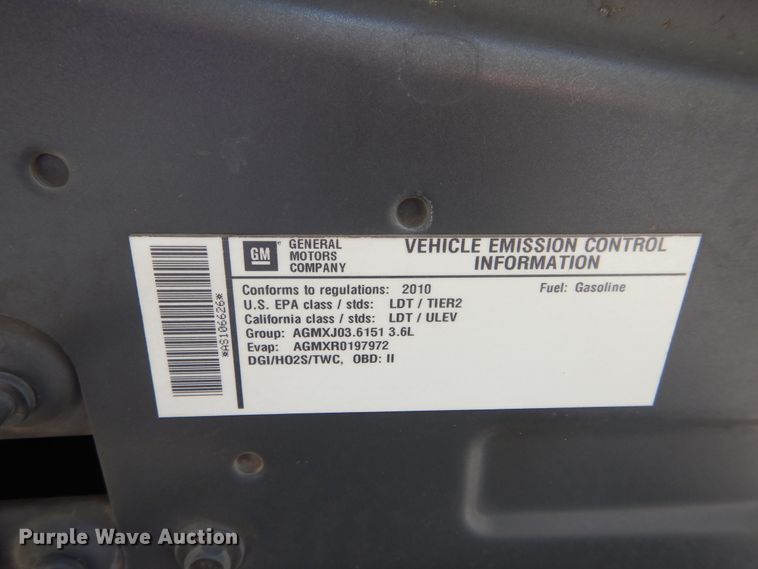 *AS106626*
GM
GENERAL
MOTORS
COMPANY
VEHICLE EMISSION CONTROL
INFORMATION
Conforms to regulations: 2010
Fuel: Gasoline
U.S. EPA class / stds: LDT / TIER2
California class / stds: LDT / ULEV
Group: AGMXJ03.6151 3.6L
Evap: AGMXR0197972
DGI/HO2S/TWC, OBD: II
Purple Wave Auction